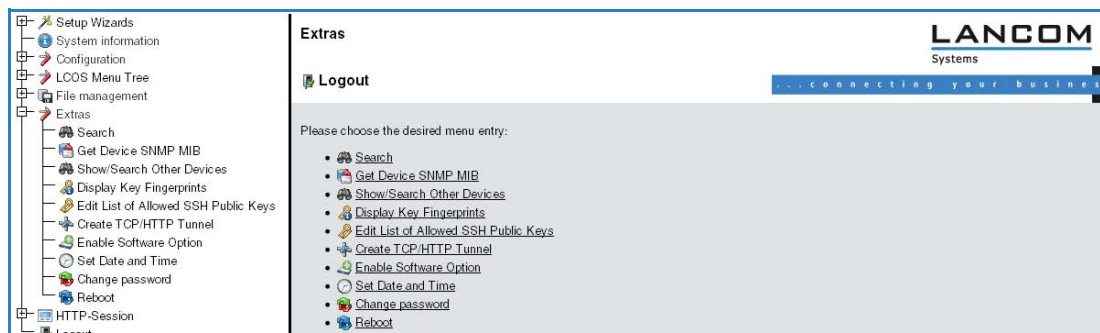 Setup Wizards
System information
Configuration
LCOS Menu Tree
File management
Extras
Search
Get Device SNMP MIB
Show/Search Other Devices
Display Key Fingerprints
Edit List of Allowed SSH Public Keys
Create TCP/HTTP Tunnel
Enable Software Option
Set Date and Time
Change password
Reboot
HTTP-Session
Logout
Extras
LANCOM
Systems
Logout
...connecting your busines
Please choose the desired menu entry:
Search
Get Device SNMP MIB
Show/Search Other Devices
Display Key Fingerprints
Edit List of Allowed SSH Public Keys
Create TCP/HTTP Tunnel
Enable Software Option
Set Date and Time
Change password
Reboot